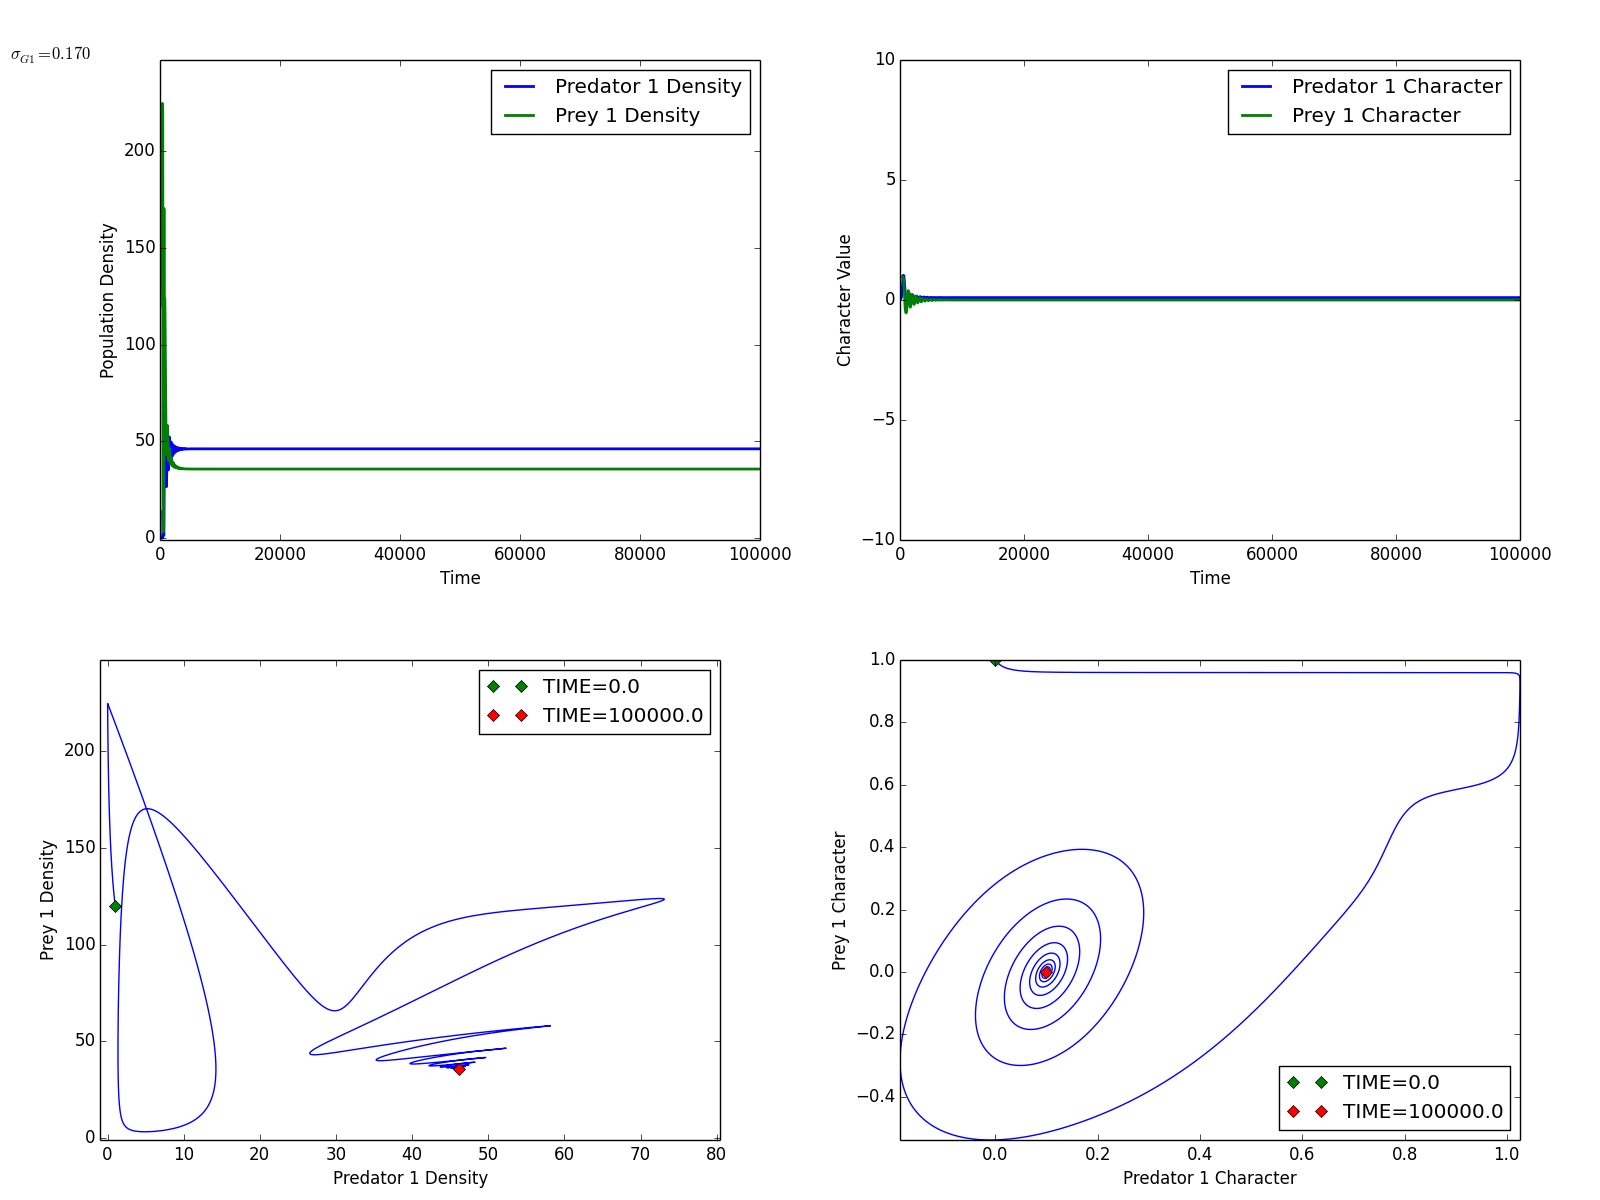 σG1=0.170
Predator 1 Density
Prey 1 Density
200
150
100
50
0
Population Density
0 20000 40000 60000 80000 100000
Time
Predator 1 Character
Prey 1 Character
10
5
0
−5
−10
Character Value
0 20000 40000 60000 80000 100000
Time
TIME=0.0
TIME=100000.0
200
150
100
50
0
Prey 1 Density
0 10 20 30 40 50 60 70 80
Predator 1 Density
1.0
0.8
0.6
0.4
0.2
0.0
−0.2
−0.4
Prey 1 Character
TIME=0.0
TIME=100000.0
0.0 0.2 0.4 0.6 0.8 1.0
Predator 1 Character